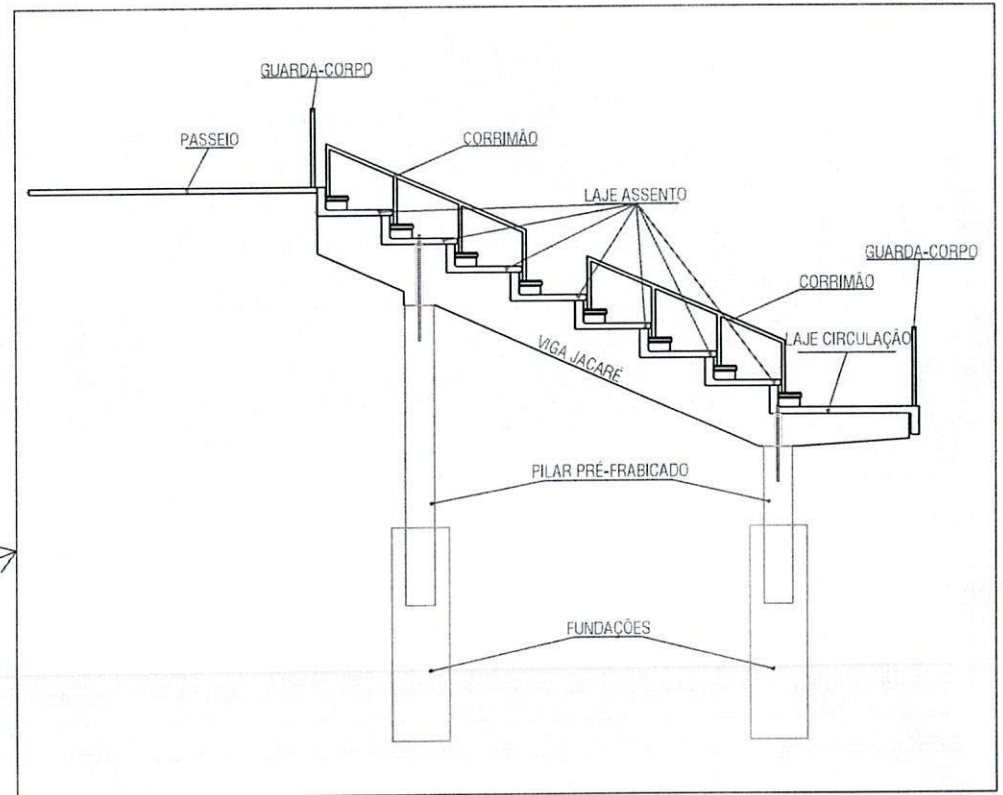 GUARDA-CORPO
PASSEIO
CORRIMÃO
LAJE ASSENTO
GUARDA-CORPO
CORRIMÃO
LAJE CIRCULAÇÃO
VIGA JACARÉ
PILAR PRÉ-FRABICADO
FUNDAÇÕES